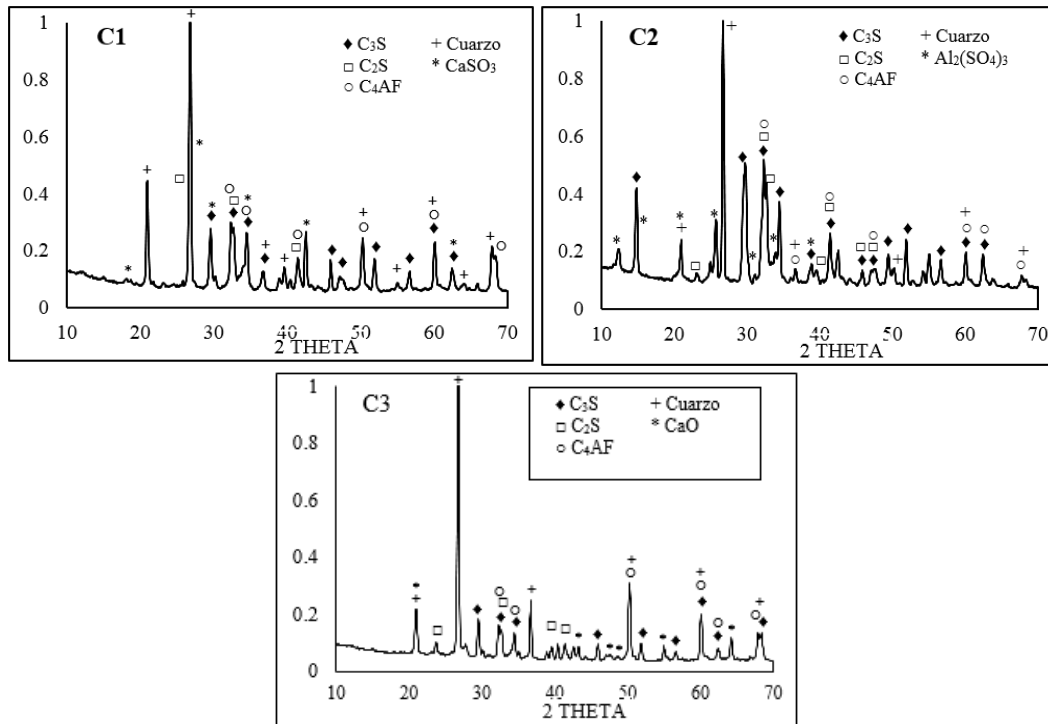 C1
◆ C₃S + Cuarzo
□ C₂S * CaSO₃
○ C₄AF
1
0.8
0.6
0.4
0.2
0
10 20 30 40 50 60 70
2 THETA
C2
◆ C₃S + Cuarzo
□ C₂S * Al₂(SO₄)₃
○ C₄AF
1
0.8
0.6
0.4
0.2
0
10 20 30 40 50 60 70
2 THETA
C3
◆ C₃S + Cuarzo
□ C₂S * CaO
○ C₄AF
1
0.8
0.6
0.4
0.2
0
10 20 30 40 50 60 70
2 THETA